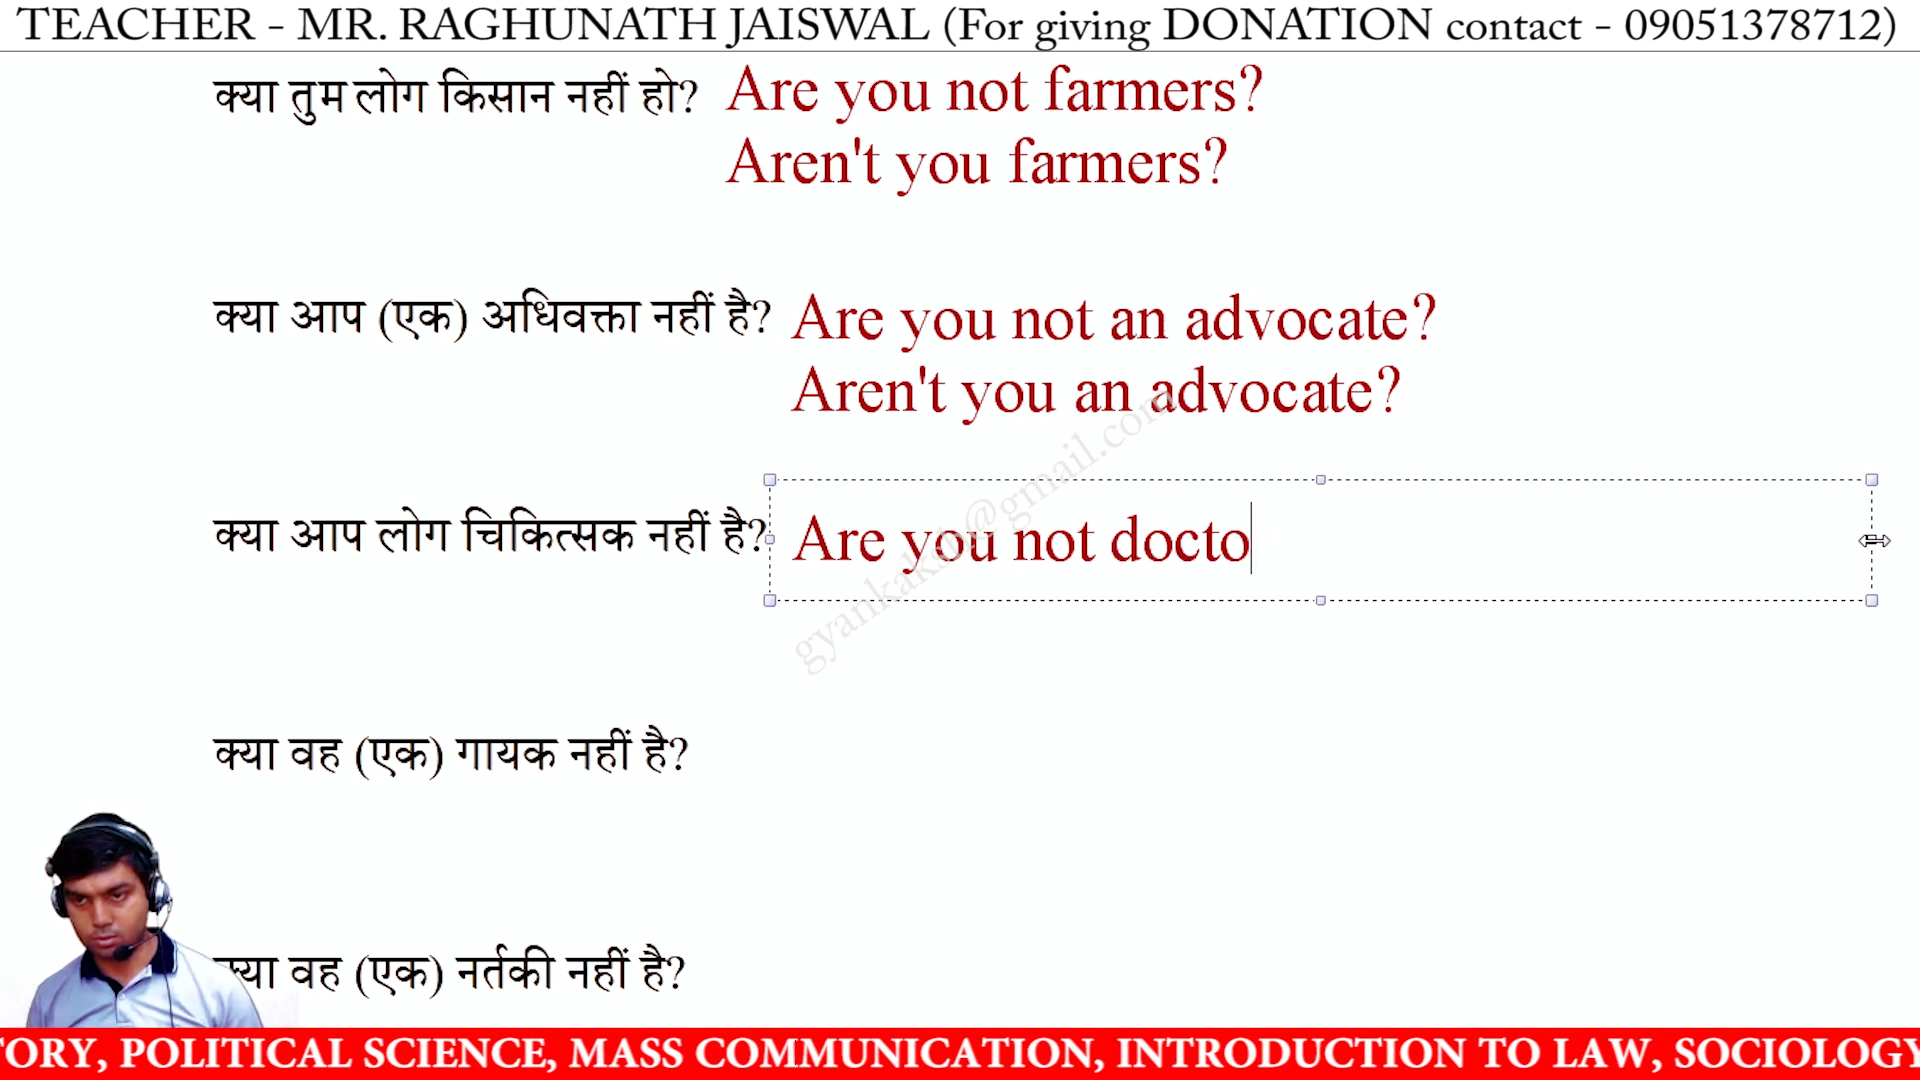 TEACHER - MR. RAGHUNATH JAISWAL (For giving DONATION contact - 09051378712)
क्या तुम लोग किसान नहीं हो? Are you not farmers?
Aren't you farmers?
क्या आप (एक) अधिवक्ता नहीं है? Are you not an advocate?
Aren't you an advocate?
क्या आप लोग चिकित्सक नहीं है? Are you not docto
क्या वह (एक) गायक नहीं है?
क्या वह (एक) नर्तकी नहीं है?
TORY, POLITICAL SCIENCE, MASS COMMUNICATION, INTRODUCTION TO LAW, SOCIOLOGY